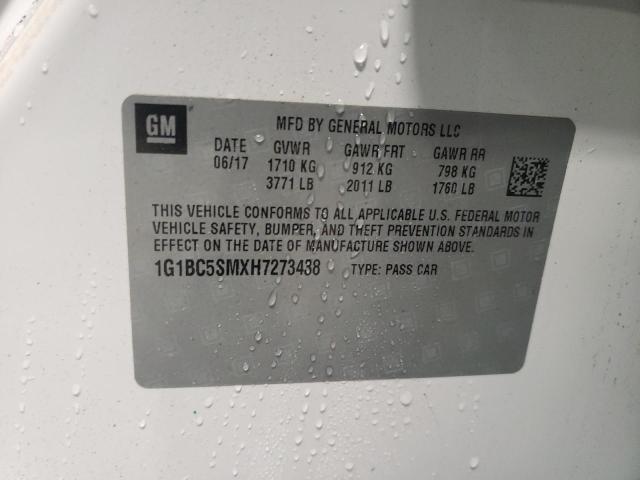 GM
MFD BY GENERAL MOTORS LLC
DATE GVWR GAWR FRT GAWR RR
06/17 1710 KG 912 KG 798 KG
3771 LB 2011 LB 1760 LB
THIS VEHICLE CONFORMS TO ALL APPLICABLE U.S. FEDERAL MOTOR
VEHICLE SAFETY, BUMPER, AND THEFT PREVENTION STANDARDS IN
EFFECT ON THE DATE OF MANUFACTURE SHOWN ABOVE.
1G1BC5SMXH7273438 TYPE: PASS CAR